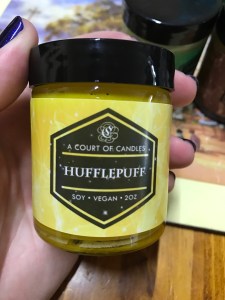 A COURT OF CANDLES
HUFFLEPUFF
SOY • VEGAN • 2OZ